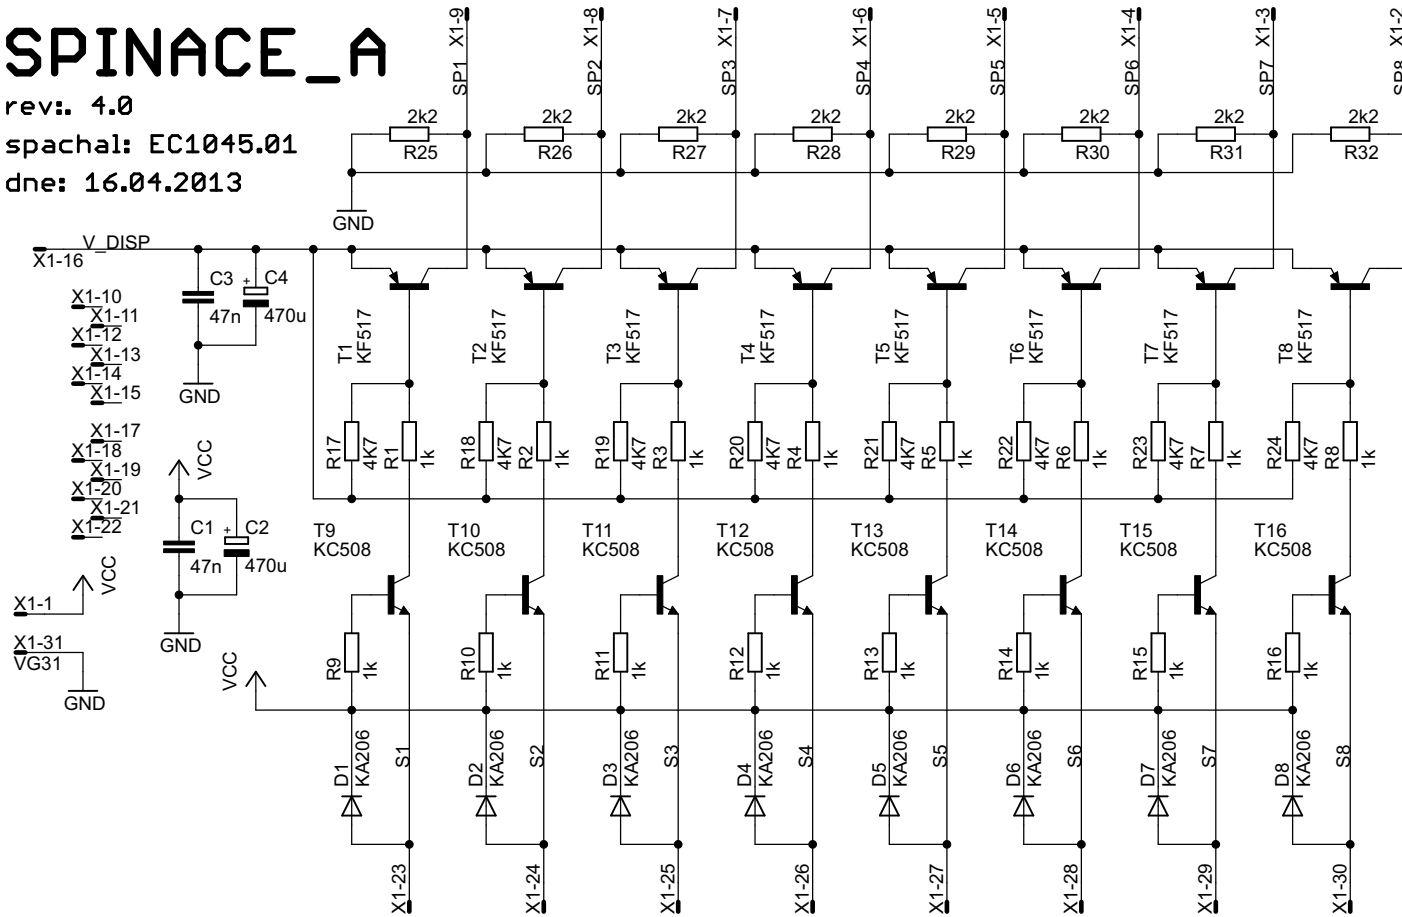 SPINACE_A
rev:. 4.0
spachal: EC1045.01
dne: 16.04.2013
X1-9
X1-8
X1-7
X1-6
X1-5
X1-4
X1-3
X1-2
SP1
SP2
SP3
SP4
SP5
SP6
SP7
SP8
2k2
2k2
2k2
2k2
2k2
2k2
2k2
2k2
R25
R26
R27
R28
R29
R30
R31
R32
GND
V_DISP
X1-16
C3
+
C4
47n
470u
GND
X1-10
X1-11
X1-12
X1-13
X1-14
X1-15
X1-17
X1-18
X1-19
X1-20
X1-21
X1-22
T1
KF517
T2
KF517
T3
KF517
T4
KF517
T5
KF517
T6
KF517
T7
KF517
T8
KF517
R17
4K7
R1
1k
R18
4K7
R2
1k
R19
4K7
R3
1k
R20
4K7
R4
1k
R21
4K7
R5
1k
R22
4K7
R6
1k
R23
4K7
R7
1k
R24
4K7
R8
1k
VCC
C1
+
C2
47n
470u
GND
VCC
X1-1
X1-31
VG31
GND
T9
KC508
T10
KC508
T11
KC508
T12
KC508
T13
KC508
T14
KC508
T15
KC508
T16
KC508
VCC
R9
1k
R10
1k
R11
1k
R12
1k
R13
1k
R14
1k
R15
1k
R16
1k
D1
KA206
S1
D2
KA206
S2
D3
KA206
S3
D4
KA206
S4
D5
KA206
S5
D6
KA206
S6
D7
KA206
S7
D8
KA206
S8
X1-23
X1-24
X1-25
X1-26
X1-27
X1-28
X1-29
X1-30